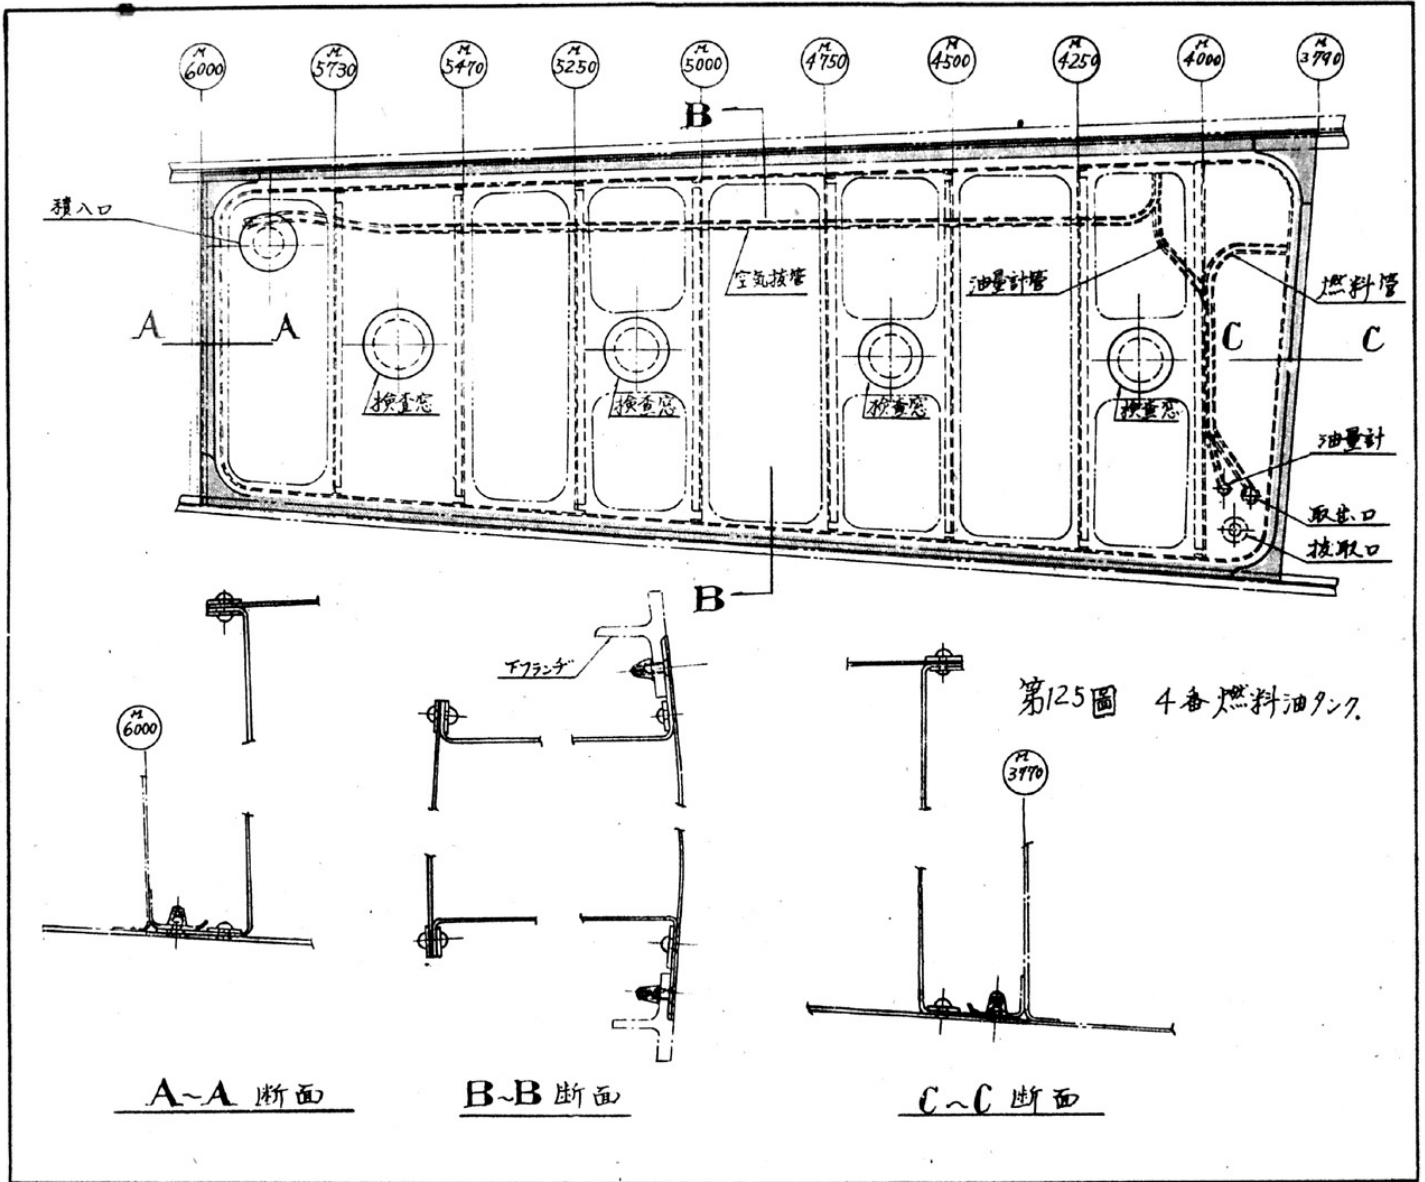 M 6000
M 5730
M 5470
M 5250
M 5000
M 4750
M 4500
M 4250
M 4000
M 3790
B
積入口
空気抜管
油量計管
燃料管
A
A
C
C
検査窓
検査窓
検査窓
検査窓
油量計
取出口
抜取口
B
下フランヂ
第125圖 4番燃料油タンク.
M 6000
M 3770
A~A 断面
B~B 断面
C~C 断面